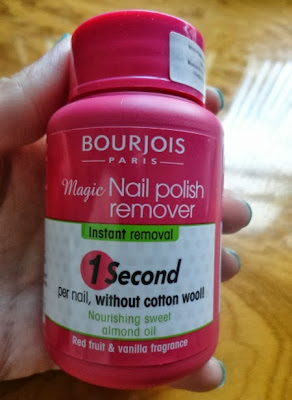 BOURJOIS
PARIS
Magic Nail polish
remover
Instant removal
1 Second
per nail, without cotton wool!
Nourishing sweet
almond oil
Red fruit & vanilla fragrance